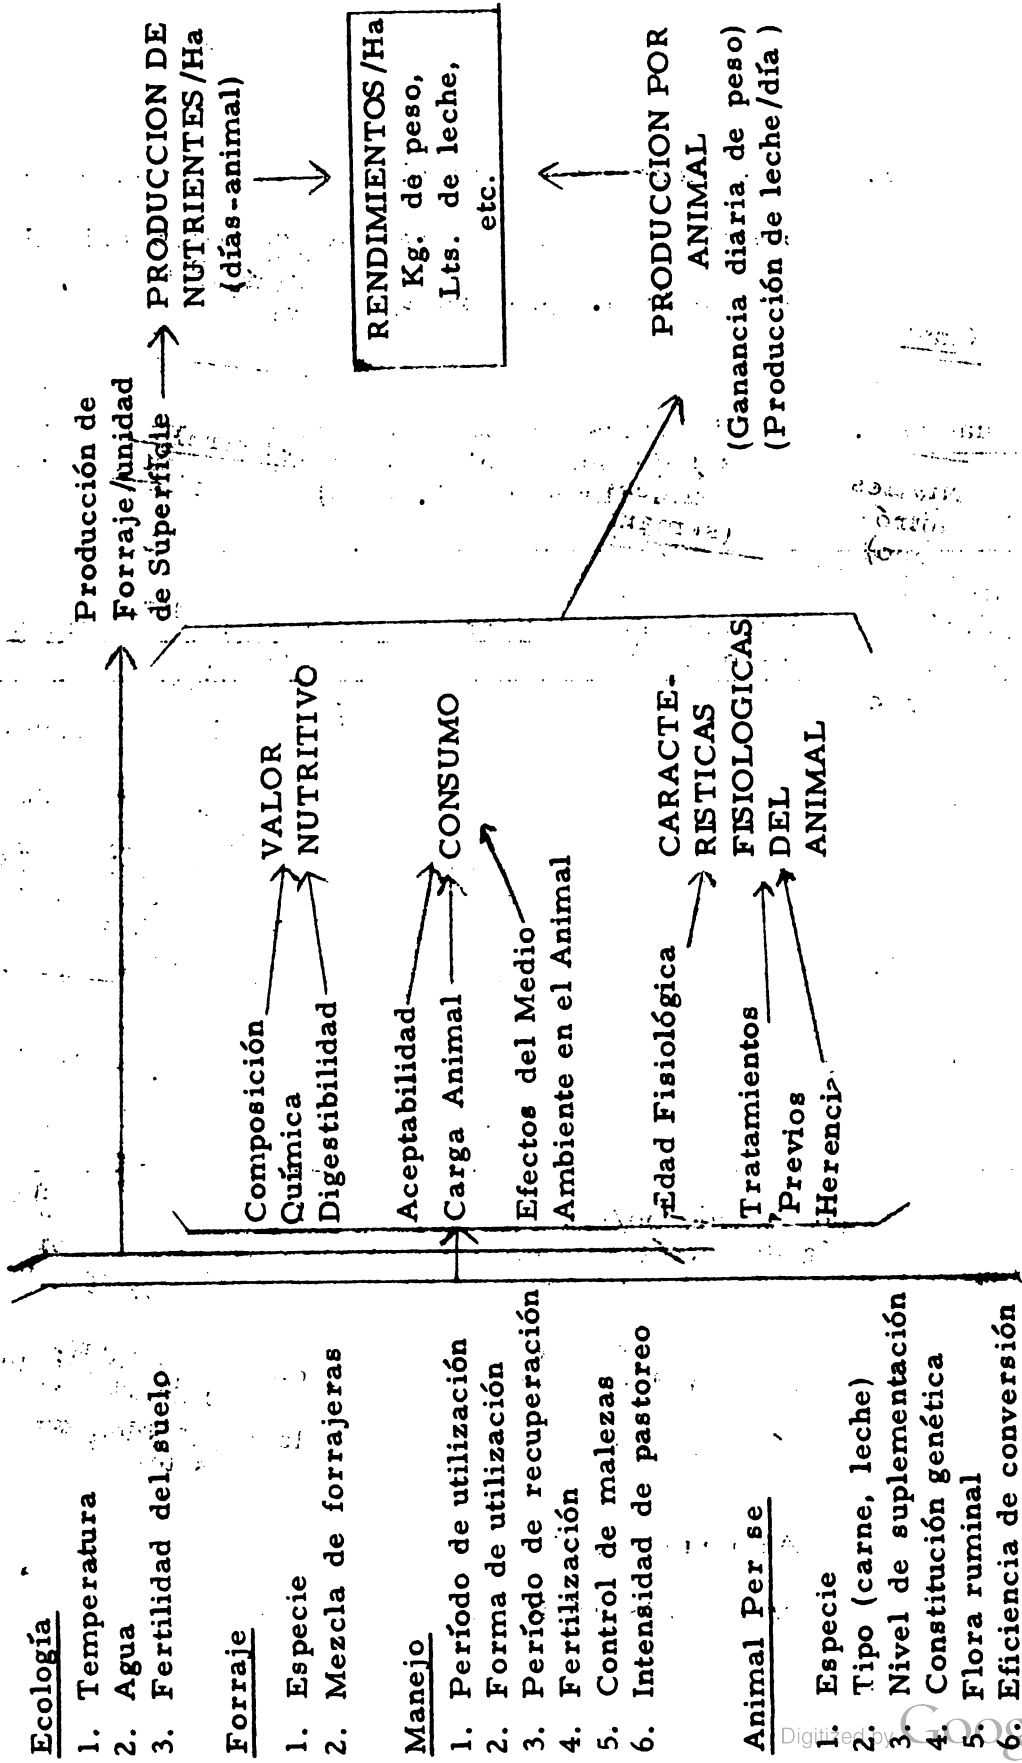 Ecología
1. Temperatura
2. Agua
3. Fertilidad del suelo
Forraje
1. Especie
2. Mezcla de forrajeras
Manejo
1. Período de utilización
2. Forma de utilización
3. Período de recuperación
4. Fertilización
5. Control de malezas
6. Intensidad de pastoreo
Animal Per se
1. Especie
2. Tipo (carne, leche)
3. Nivel de suplementación
4. Constitución genética
5. Flora ruminal
6. Eficiencia de conversión
Composición
Química
Digestibilidad
Aceptabilidad
Carga Animal
Efectos del Medio
Ambiente en el Animal
Edad Fisiológica
Tratamientos
Previos
Herencia
VALOR
NUTRITIVO
CONSUMO
CARACTE-
RISTICAS
FISIOLOGICAS
DEL
ANIMAL
Producción de
Forraje/unidad
de Súperficie
PRODUCCION DE
NUTRIENTES/Ha
(días-animal)
RENDIMIENTOS/Ha
Kg. de peso,
Lts. de leche,
etc.
PRODUCCION POR
ANIMAL
(Ganancia diaria de peso)
(Producción de leche/día)
Digitized by Goog